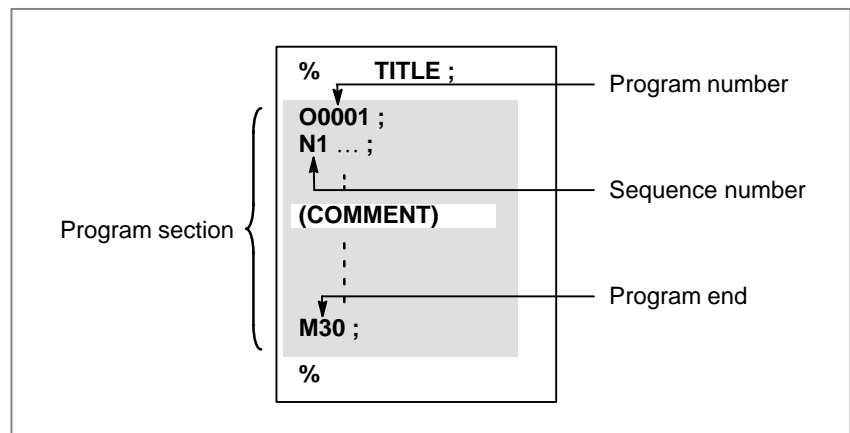 % TITLE ;
Program number
O0001 ;
N1 … ;
Sequence number
(COMMENT)
Program section
Program end
M30 ;
%